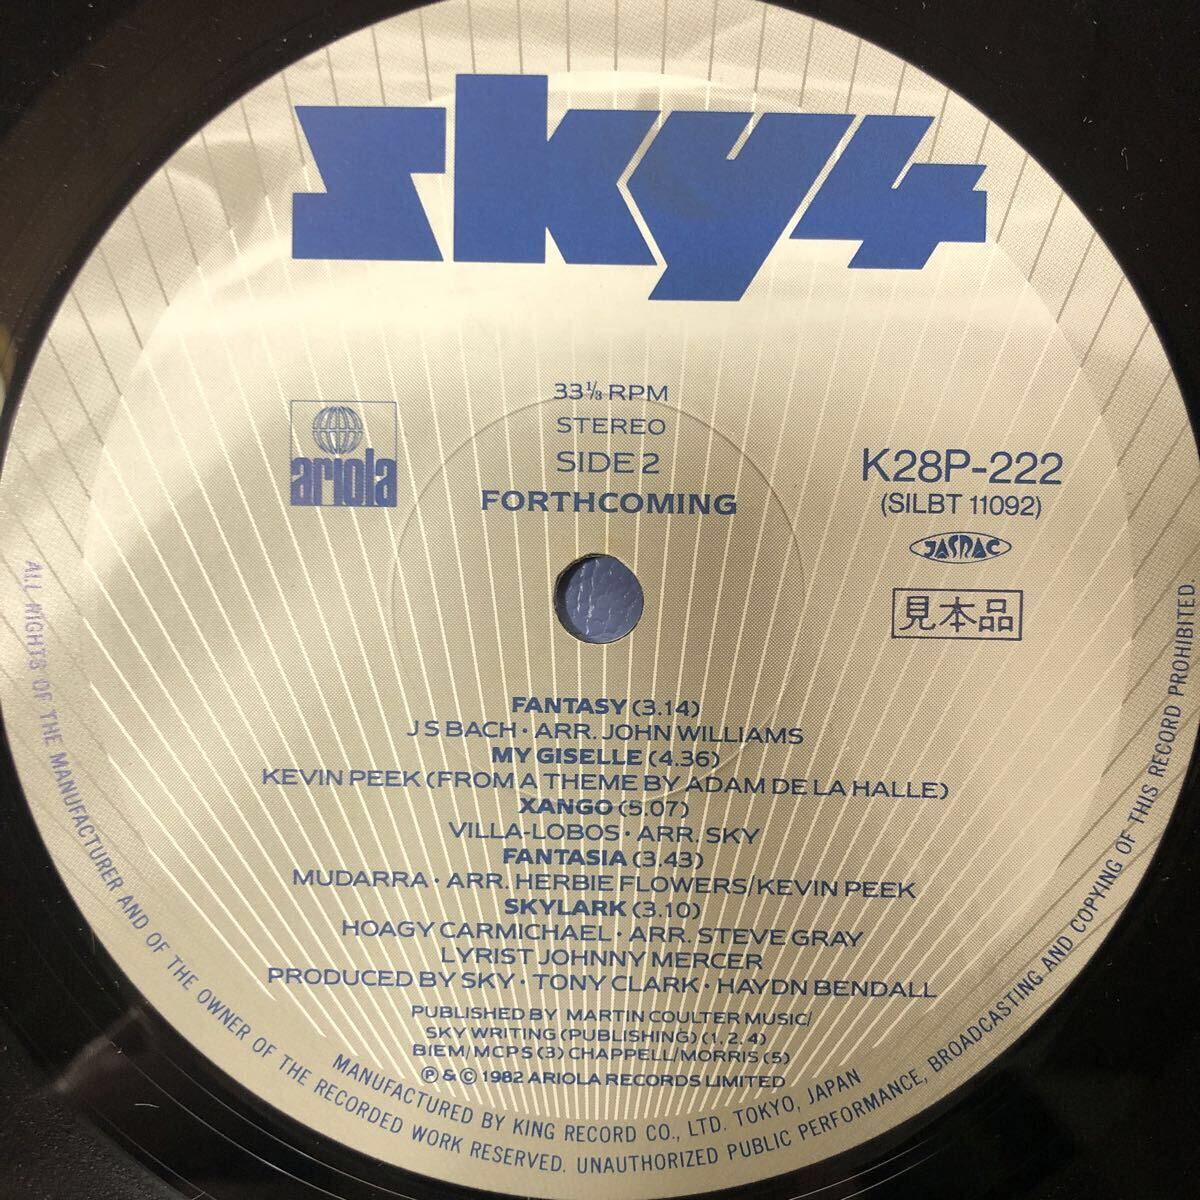 sky4
33 1/3 RPM
STEREO
SIDE 2
FORTHCOMING
ariola
K28P-222
(SILBT 11092)
JASRAC
見本品
FANTASY (3.14)
J S BACH · ARR. JOHN WILLIAMS
MY GISELLE (4.36)
KEVIN PEEK (FROM A THEME BY ADAM DE LA HALLE)
XANGO (5.07)
VILLA-LOBOS · ARR. SKY
FANTASIA (3.43)
MUDARRA · ARR. HERBIE FLOWERS/KEVIN PEEK
SKYLARK (3.10)
HOAGY CARMICHAEL · ARR. STEVE GRAY
LYRIST JOHNNY MERCER
PRODUCED BY SKY · TONY CLARK · HAYDN BENDALL
PUBLISHED BY MARTIN COULTER MUSIC/
SKY WRITING (PUBLISHING) (1, 2, 4)
BIEM/MCPS (3) CHAPPELL/MORRIS (5)
Ⓟ & © 1982 ARIOLA RECORDS LIMITED
MANUFACTURED BY KING RECORD CO., LTD. TOKYO, JAPAN
ALL RIGHTS OF THE MANUFACTURER AND OF THE OWNER OF THE RECORDED WORK RESERVED. UNAUTHORIZED PUBLIC PERFORMANCE, BROADCASTING AND COPYING OF THIS RECORD PROHIBITED.